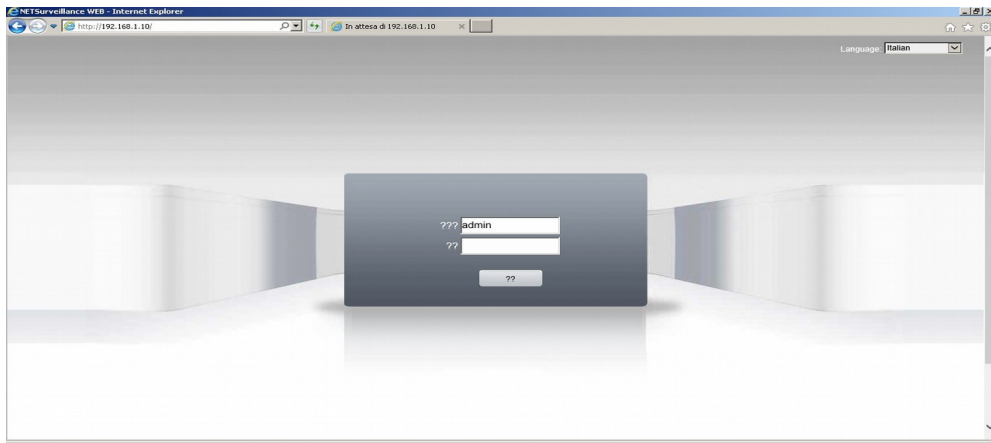 NETSurveillance WEB - Internet Explorer
http://192.168.1.10/
In attesa di 192.168.1.10
Language: Italian
??? admin
??
??